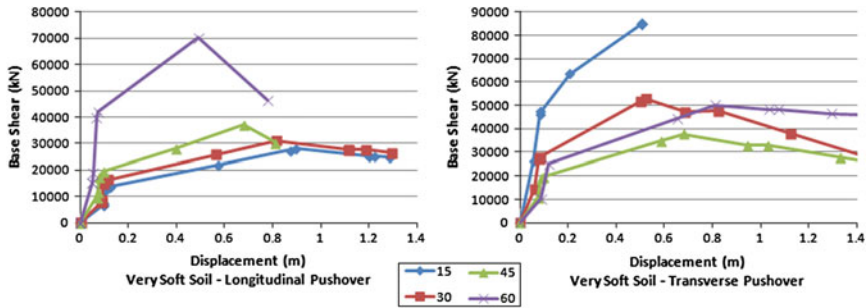 Base Shear (kN)
80000
70000
60000
50000
40000
30000
20000
10000
0
0 0.2 0.4 0.6 0.8 1 1.2 1.4
Displacement (m)
Very Soft Soil - Longitudinal Pushover
Base Shear (kN)
90000
80000
70000
60000
50000
40000
30000
20000
10000
0
0 0.2 0.4 0.6 0.8 1 1.2 1.4
Displacement (m)
Very Soft Soil - Transverse Pushover
15 45
30 60